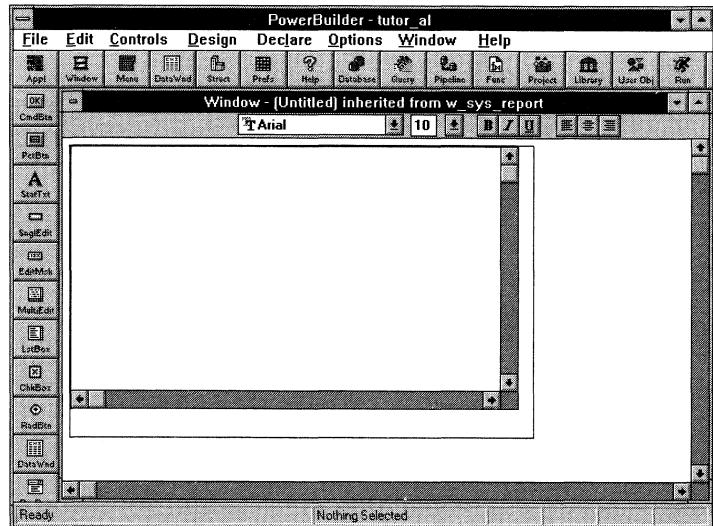 PowerBuilder - tutor_al
File Edit Controls Design Declare Options Window Help
Appl Window Menu DataWnd Struct Prefs Help Database Query Pipeline Func Project Library User Obj Run
Window - (Untitled) inherited from w_sys_report
Arial 10 B I U
OK
CmdBtn
PctBtn
A
StatTxt
SnglEdit
EditMsk
MultiEdit
LstBox
ChkBox
RadBtn
DataWnd
Ready Nothing Selected